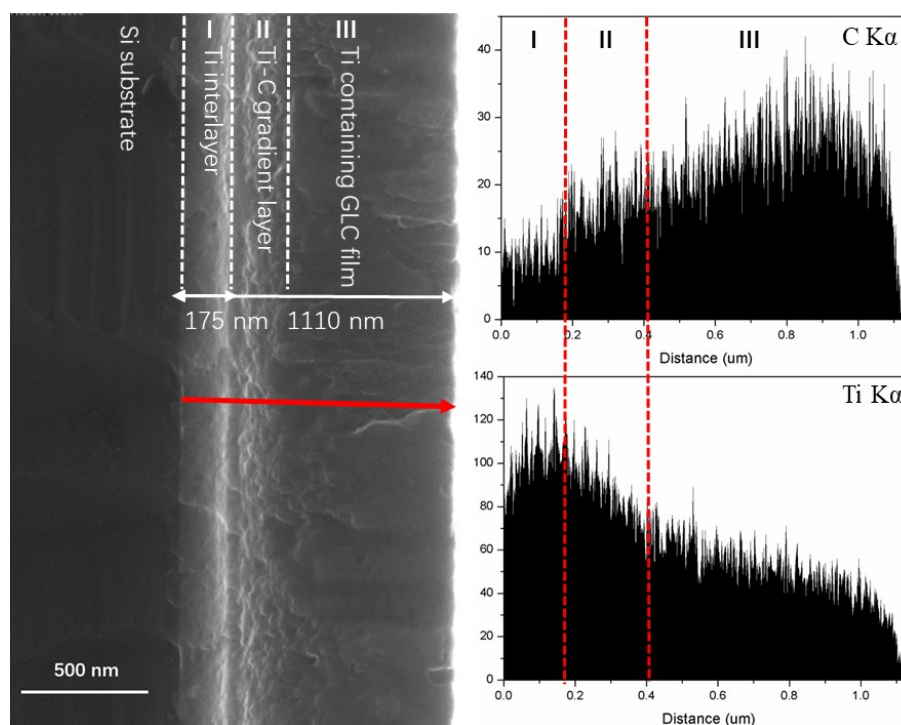 Si substrate
I
Ti interlayer
II
Ti-C gradient layer
III
Ti containing GLC film
175 nm
1110 nm
500 nm
I
II
III
C Kα
40
30
20
10
0
0.0
0.2
0.4
0.6
0.8
1.0
Distance (um)
Ti Kα
140
120
100
80
60
40
20
0
0.0
0.2
0.4
0.6
0.8
1.0
Distance (um)